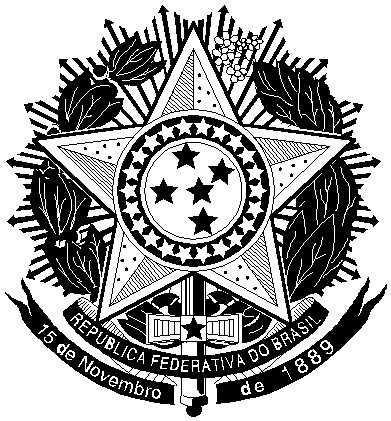 REPUBLICA FEDERATIVA DO BRASIL
15 de Novembro de 1889